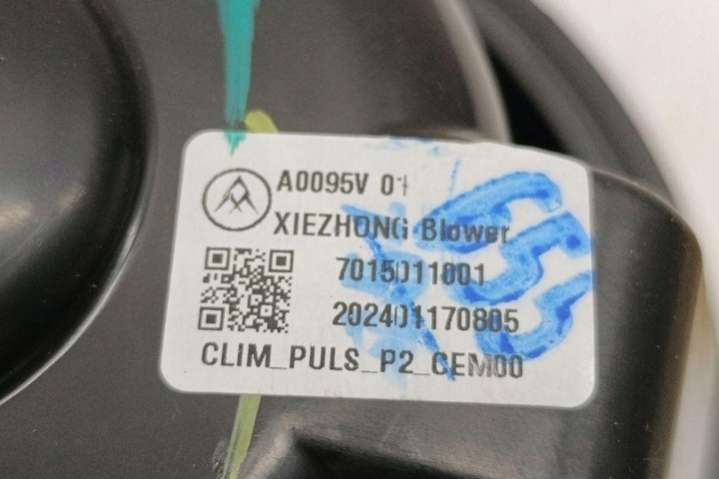 A0095V 01
XIEZHONG Blower
7015011001
202401170805
CLIM_PULS_P2_CEM00